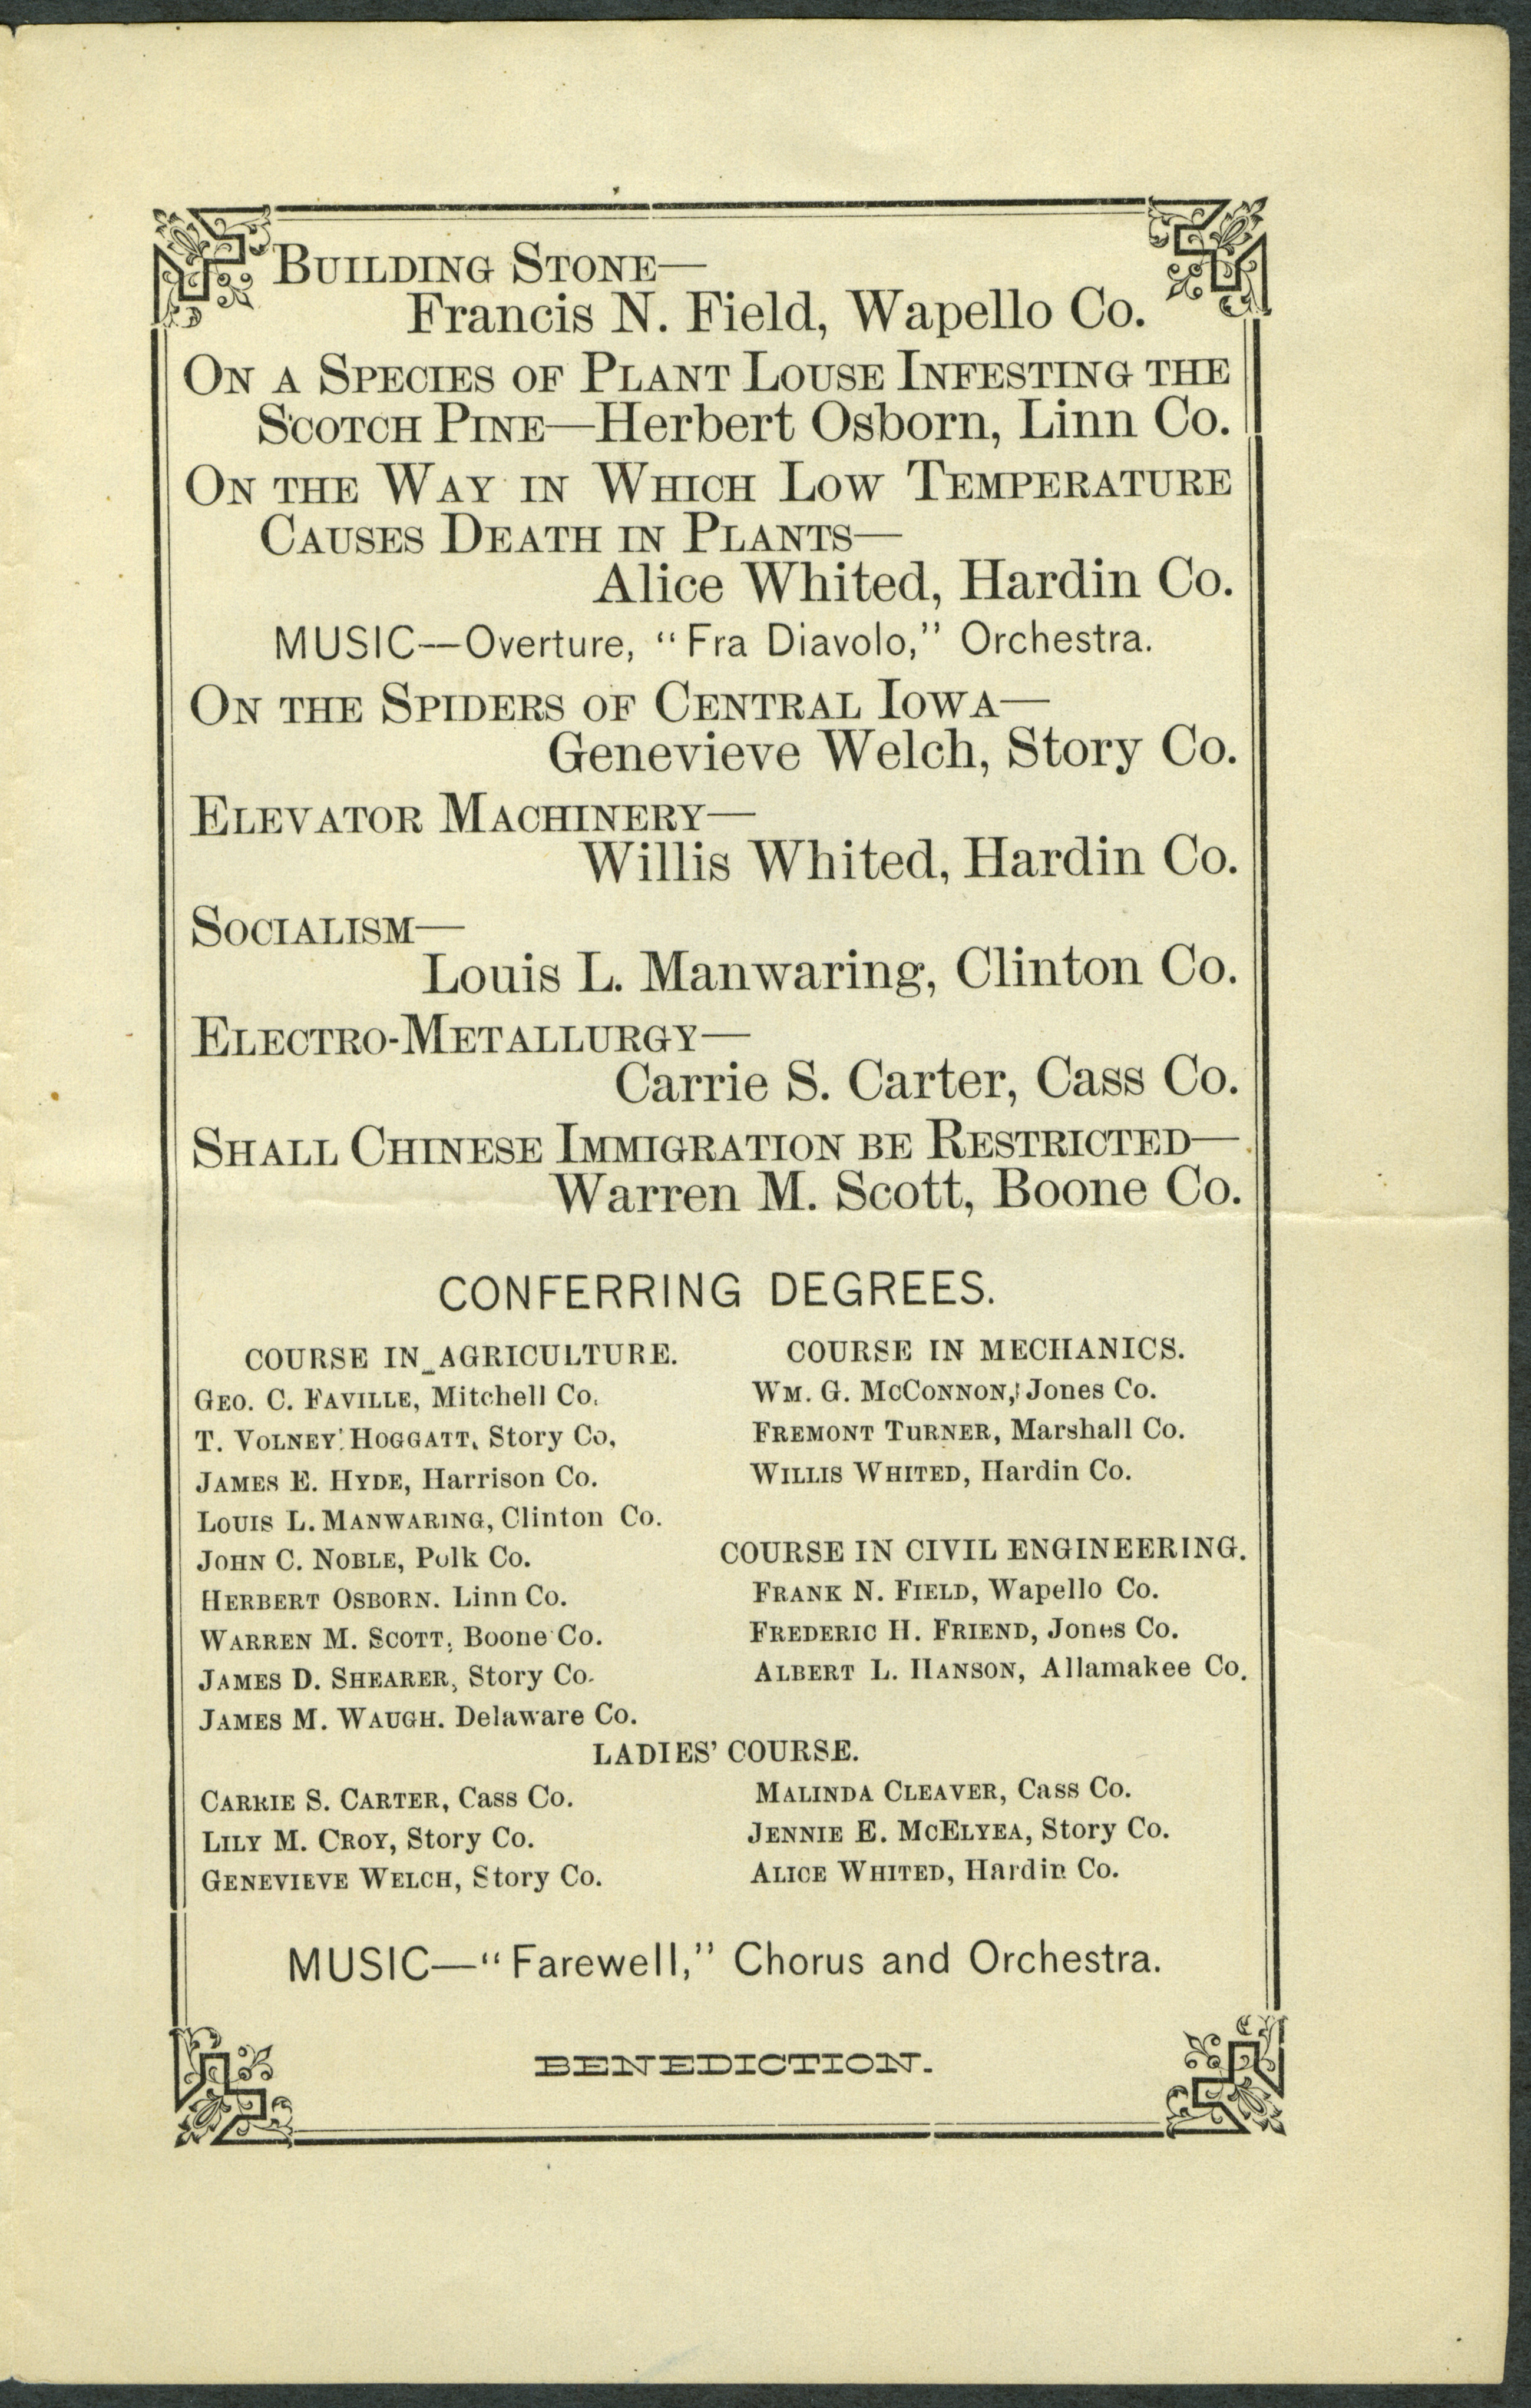 BUILDING STONE—
Francis N. Field, Wapello Co.
ON A SPECIES OF PLANT LOUSE INFESTING THE
SCOTCH PINE—Herbert Osborn, Linn Co.
ON THE WAY IN WHICH LOW TEMPERATURE
CAUSES DEATH IN PLANTS—
Alice Whited, Hardin Co.
MUSIC—Overture, "Fra Diavolo," Orchestra.
ON THE SPIDERS OF CENTRAL IOWA—
Genevieve Welch, Story Co.
ELEVATOR MACHINERY—
Willis Whited, Hardin Co.
SOCIALISM—
Louis L. Manwaring, Clinton Co.
ELECTRO-METALLURGY—
Carrie S. Carter, Cass Co.
SHALL CHINESE IMMIGRATION BE RESTRICTED—
Warren M. Scott, Boone Co.
CONFERRING DEGREES.
COURSE IN AGRICULTURE.
GEO. C. FAVILLE, Mitchell Co.
T. VOLNEY HOGGATT, Story Co,
JAMES E. HYDE, Harrison Co.
LOUIS L. MANWARING, Clinton Co.
JOHN C. NOBLE, Polk Co.
HERBERT OSBORN. Linn Co.
WARREN M. SCOTT, Boone Co.
JAMES D. SHEARER, Story Co.
JAMES M. WAUGH. Delaware Co.
COURSE IN MECHANICS.
WM. G. MCCONNON, Jones Co.
FREMONT TURNER, Marshall Co.
WILLIS WHITED, Hardin Co.
COURSE IN CIVIL ENGINEERING.
FRANK N. FIELD, Wapello Co.
FREDERIC H. FRIEND, Jones Co.
ALBERT L. HANSON, Allamakee Co.
LADIES' COURSE.
CARRIE S. CARTER, Cass Co.
LILY M. CROY, Story Co.
GENEVIEVE WELCH, Story Co.
MALINDA CLEAVER, Cass Co.
JENNIE E. MCELYEA, Story Co.
ALICE WHITED, Hardin Co.
MUSIC—"Farewell," Chorus and Orchestra.
BENEDICTION.